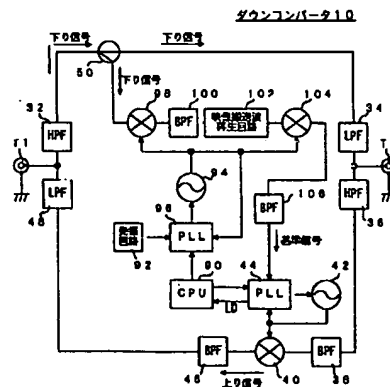 ダウンコンバータ10
下り信号
下り信号
50
下り信号
32
98
100
102
104
34
HPF
BPF
映像搬送波
再生回路
LPF
T1
94
T
48
LPF
HPF
36
96
BPF
106
発振
回路
92
PLL
基準信号
90
44
42
CPU
PLL
LD
46
BPF
40
BPF
38
上り信号